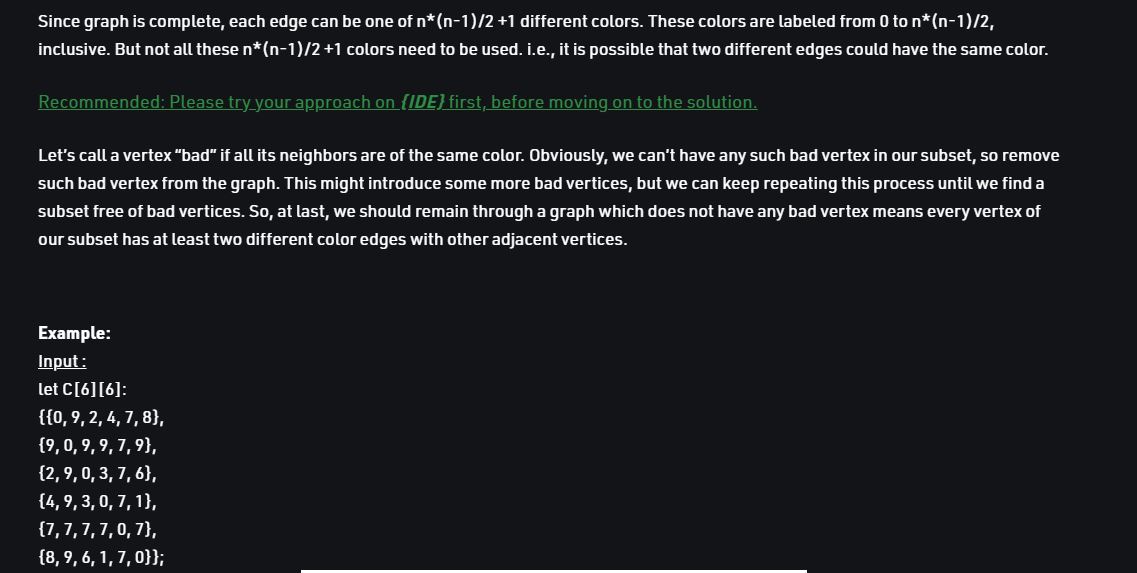 Since graph is complete, each edge can be one of n*(n-1)/2 +1 different colors. These colors are labeled from 0 to n*(n-1)/2,
inclusive. But not all these n*(n-1)/2 +1 colors need to be used. i.e., it is possible that two different edges could have the same color.
Recommended: Please try your approach on {IDE} first, before moving on to the solution.
Let’s call a vertex “bad” if all its neighbors are of the same color. Obviously, we can’t have any such bad vertex in our subset, so remove
such bad vertex from the graph. This might introduce some more bad vertices, but we can keep repeating this process until we find a
subset free of bad vertices. So, at last, we should remain through a graph which does not have any bad vertex means every vertex of
our subset has at least two different color edges with other adjacent vertices.
Example:
Input :
let C[6][6]:
{{0, 9, 2, 4, 7, 8},
{9, 0, 9, 9, 7, 9},
{2, 9, 0, 3, 7, 6},
{4, 9, 3, 0, 7, 1},
{7, 7, 7, 7, 0, 7},
{8, 9, 6, 1, 7, 0}};